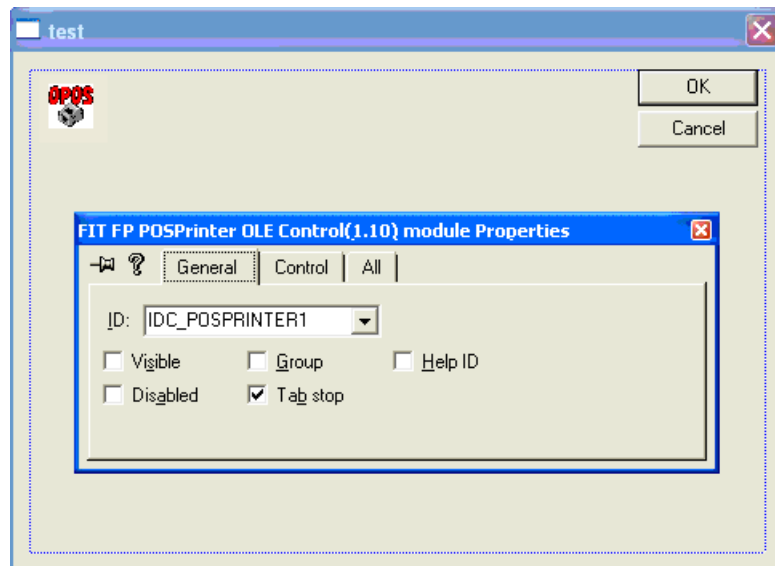 test
OPOS
OK
Cancel
FIT FP POSPrinter OLE Control(1.10) module Properties
? General Control All
ID: IDC_POSPRINTER1
Visible Group Help ID
Disabled Tab stop